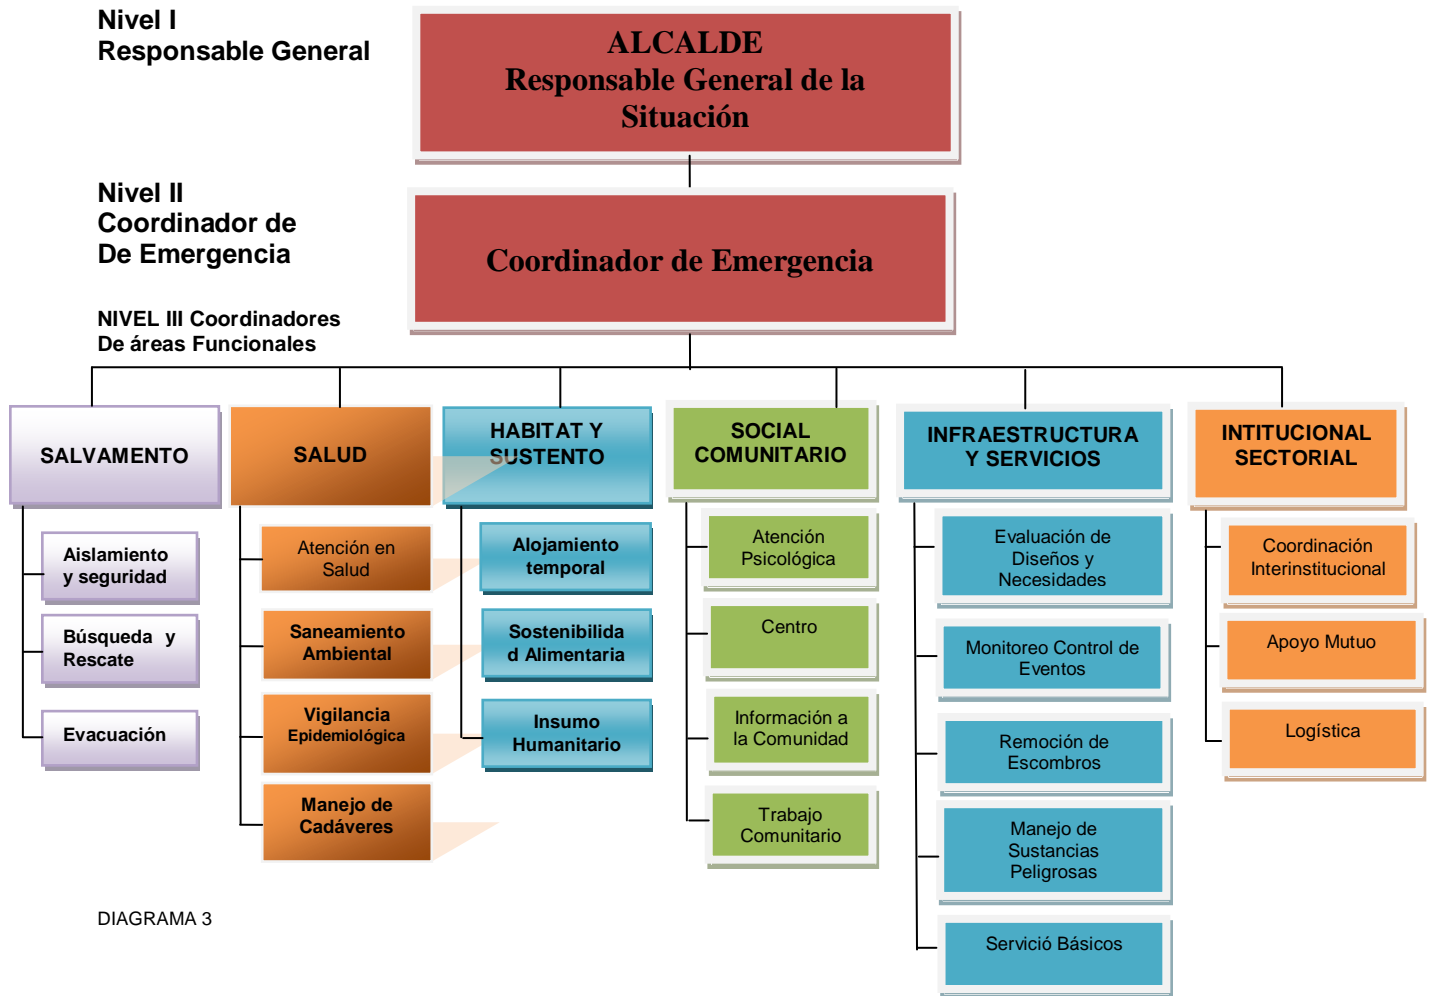 Nivel I
Responsable General
ALCALDE
Responsable General de la
Situación
Nivel II
Coordinador de
De Emergencia
Coordinador de Emergencia
NIVEL III Coordinadores
De áreas Funcionales
SALVAMENTO
Aislamiento
y seguridad
Búsqueda y
Rescate
Evacuación
SALUD
Atención en
Salud
Saneamiento
Ambiental
Vigilancia
Epidemiológica
Manejo de
Cadáveres
HABITAT Y
SUSTENTO
Alojamiento
temporal
Sostenibilida
d Alimentaria
Insumo
Humanitario
SOCIAL
COMUNITARIO
Atención
Psicológica
Centro
Información a
la Comunidad
Trabajo
Comunitario
INFRAESTRUCTURA
Y SERVICIOS
Evaluación de
Diseños y
Necesidades
Monitoreo Control de
Eventos
Remoción de
Escombros
Manejo de
Sustancias
Peligrosas
Servició Básicos
INTITUCIONAL
SECTORIAL
Coordinación
Interinstitucional
Apoyo Mutuo
Logística
DIAGRAMA 3